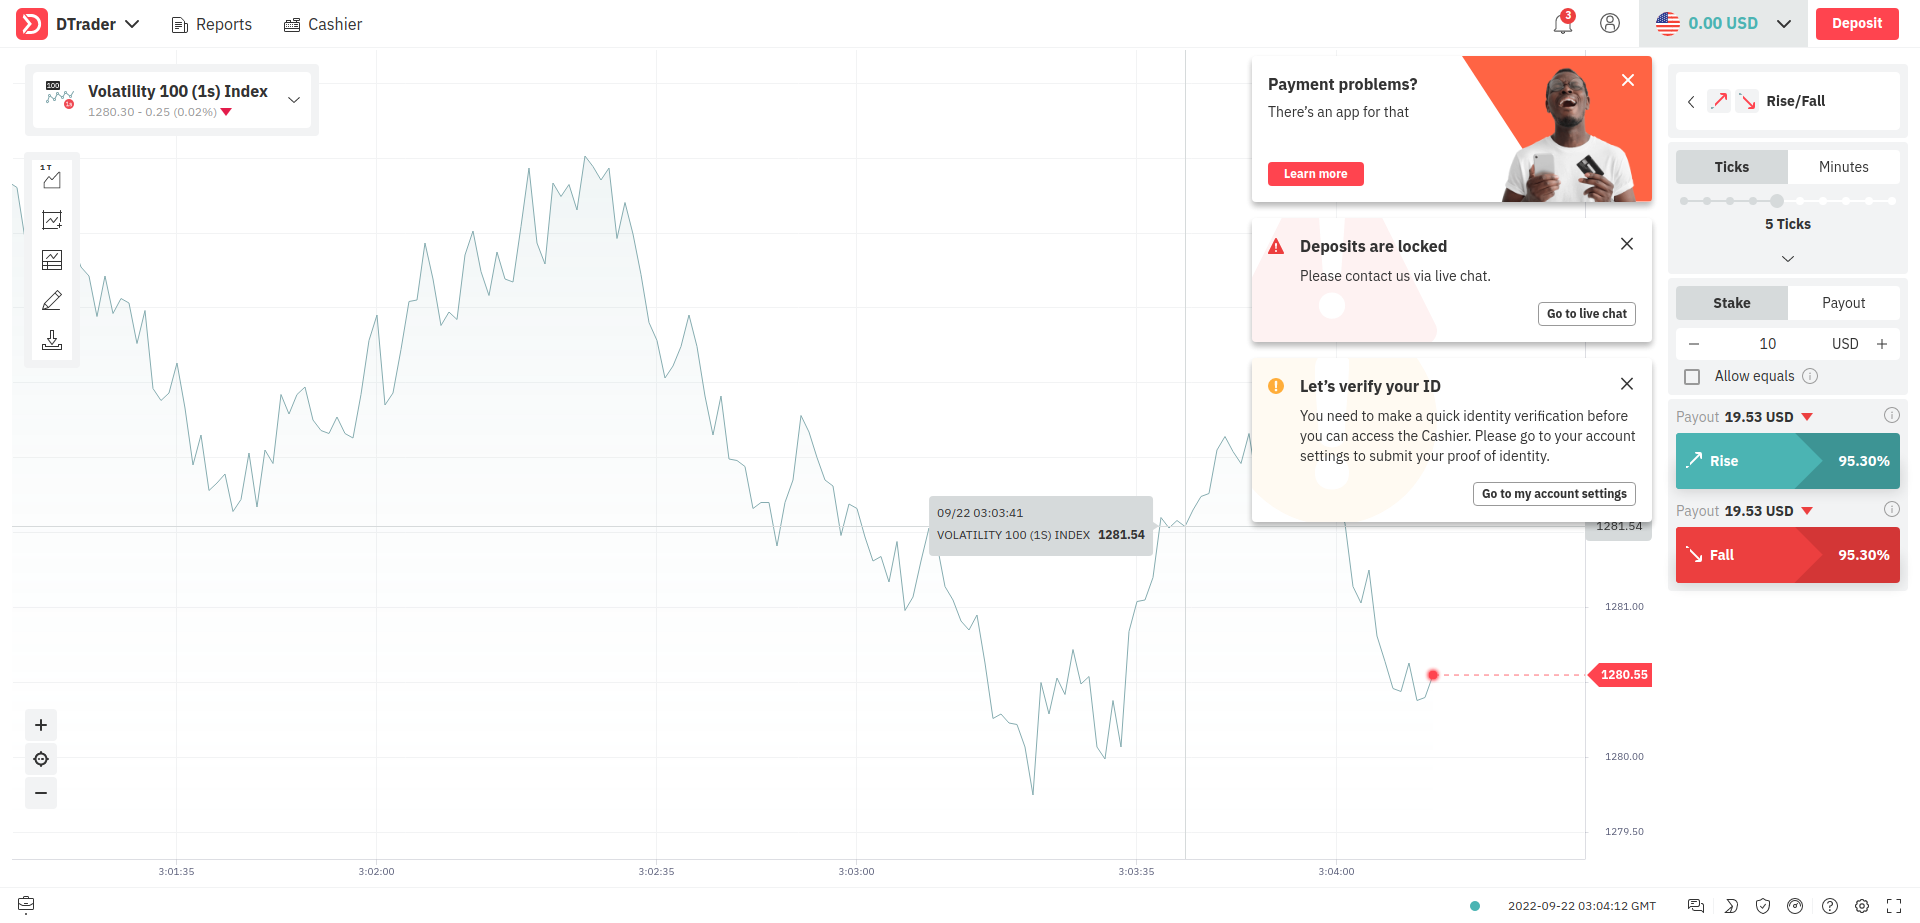 DTrader
Reports
Cashier
3
0.00 USD
Deposit
100
1s
Volatility 100 (1s) Index
1280.30 - 0.25 (0.02%)
1T
Payment problems?
There's an app for that
Learn more
Deposits are locked
Please contact us via live chat.
Go to live chat
Let's verify your ID
You need to make a quick identity verification before
you can access the Cashier. Please go to your account
settings to submit your proof of identity.
Go to my account settings
09/22 03:03:41
VOLATILITY 100 (1S) INDEX 1281.54
1281.54
1281.00
1280.55
1280.00
1279.50
3:01:35
3:02:00
3:02:35
3:03:00
3:03:35
3:04:00
Rise/Fall
Ticks
Minutes
5 Ticks
Stake
Payout
10
USD
Allow equals
Payout 19.53 USD
Rise
95.30%
Payout 19.53 USD
Fall
95.30%
2022-09-22 03:04:12 GMT